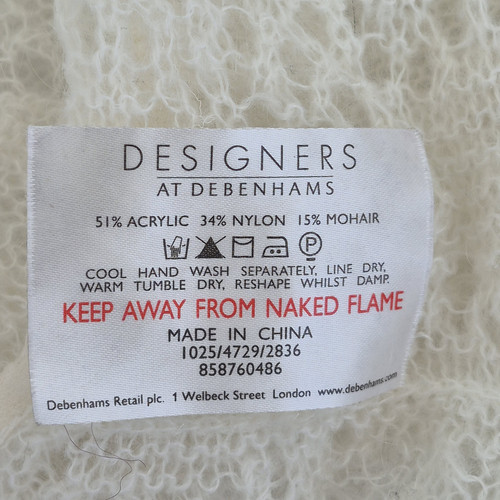 DESIGNERS
AT DEBENHAMS
51% ACRYLIC 34% NYLON 15% MOHAIR
P
COOL HAND WASH SEPARATELY, LINE DRY,
WARM TUMBLE DRY, RESHAPE WHILST DAMP.
KEEP AWAY FROM NAKED FLAME
MADE IN CHINA
1025/4729/2836
858760486
Debenhams Retail plc. 1 Welbeck Street London www.debenhams.com